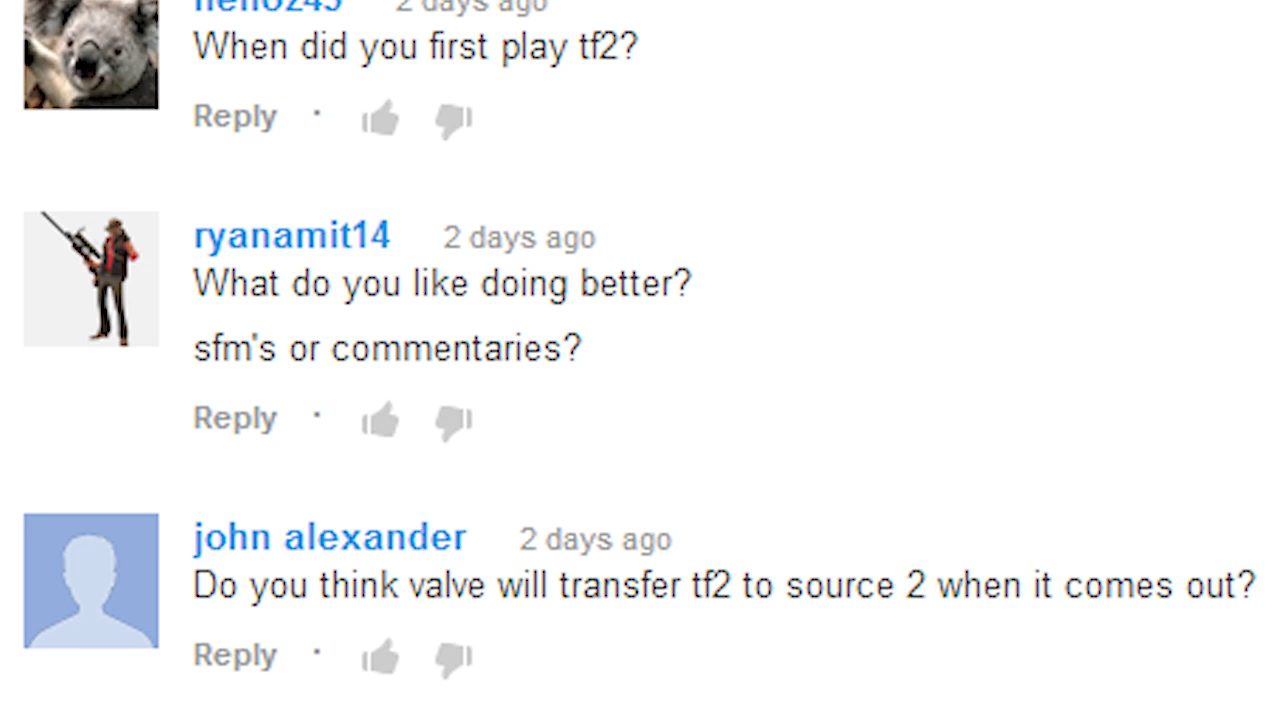 2 days ago
When did you first play tf2?
Reply ·
ryanamit14 2 days ago
What do you like doing better?
sfm's or commentaries?
Reply ·
john alexander 2 days ago
Do you think valve will transfer tf2 to source 2 when it comes out?
Reply ·